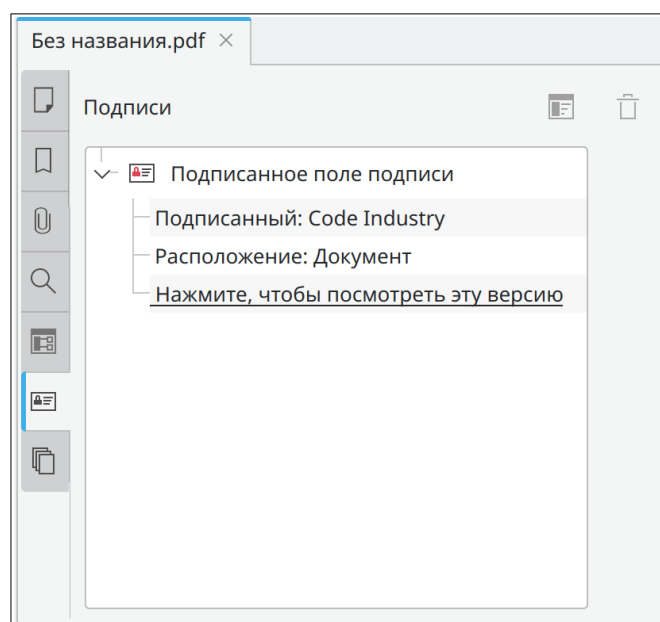 Без названия.pdf
Подписи
Подписанное поле подписи
Подписанный: Code Industry
Расположение: Документ
Нажмите, чтобы посмотреть эту версию